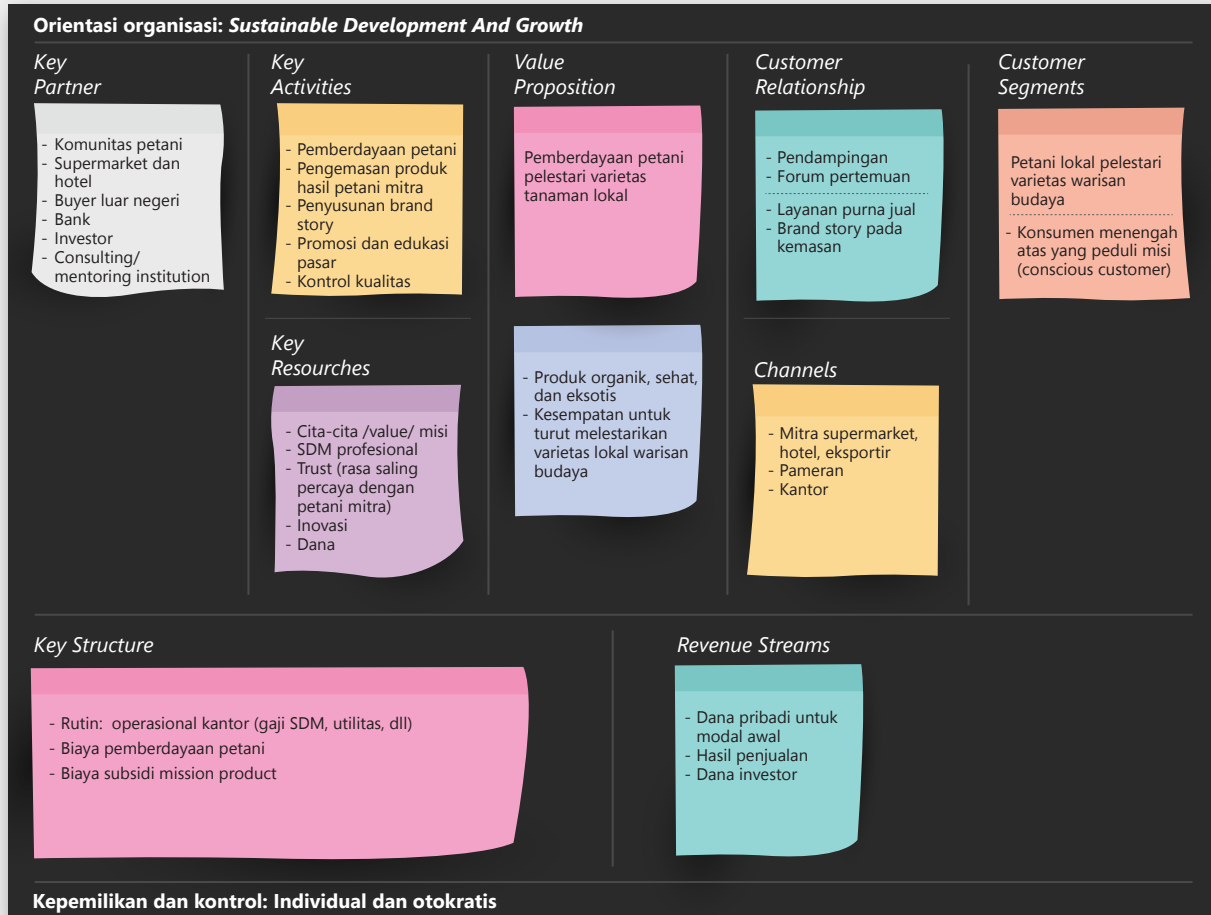 Orientasi organisasi: Sustainable Development And Growth
Key
Partner
- Komunitas petani
- Supermarket dan
hotel
- Buyer luar negeri
- Bank
- Investor
- Consulting/
mentoring institution
Key
Activities
- Pemberdayaan petani
- Pengemasan produk
hasil petani mitra
- Penyusunan brand
story
- Promosi dan edukasi
pasar
- Kontrol kualitas
Key
Resourches
- Cita-cita /value/ misi
- SDM profesional
- Trust (rasa saling
percaya dengan
petani mitra)
- Inovasi
- Dana
Value
Proposition
Pemberdayaan petani
pelestari varietas
tanaman lokal
- Produk organik, sehat,
dan eksotis
- Kesempatan untuk
turut melestarikan
varietas lokal warisan
budaya
Customer
Relationship
- Pendampingan
- Forum pertemuan
- Layanan purna jual
- Brand story pada
kemasan
Channels
- Mitra supermarket,
hotel, eksportir
- Pameran
- Kantor
Customer
Segments
Petani lokal pelestari
varietas warisan
budaya
- Konsumen menengah
atas yang peduli misi
(conscious customer)
Key Structure
- Rutin: operasional kantor (gaji SDM, utilitas, dll)
- Biaya pemberdayaan petani
- Biaya subsidi mission product
Revenue Streams
- Dana pribadi untuk
modal awal
- Hasil penjualan
- Dana investor
Kepemilikan dan kontrol: Individual dan otokratis